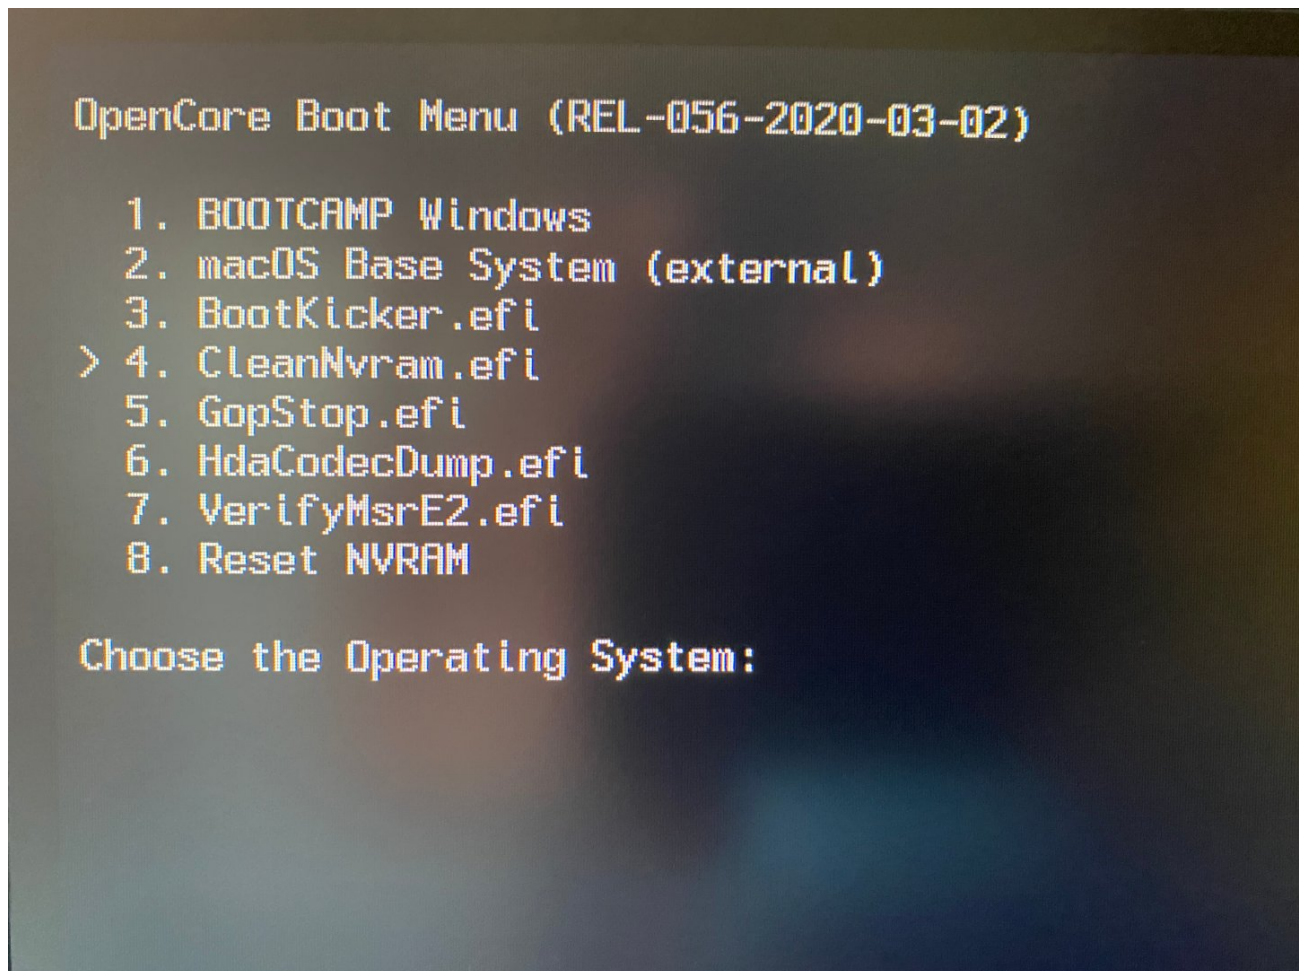 OpenCore Boot Menu (REL-056-2020-03-02)
1. BOOTCAMP Windows
2. macOS Base System (external)
3. BootKicker.efi
> 4. CleanNvram.efi
5. GopStop.efi
6. HdaCodecDump.efi
7. VerifyMsrE2.efi
8. Reset NVRAM
Choose the Operating System: